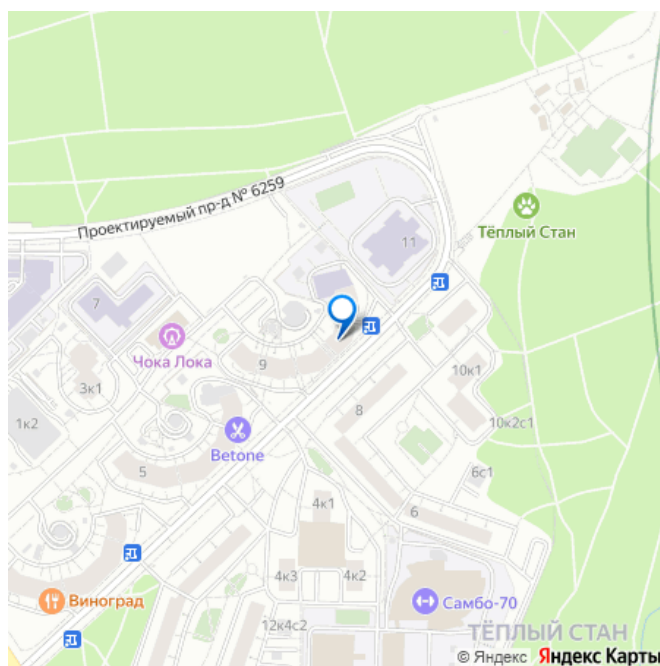 Проектируемый пр-д № 6259
11
Тёплый Стан
7
Чока Лока
9
3к1
10к1
1к2
8
10к2с1
Betone
5
6с1
4к1
6
4к3
4к2
Виноград
Самбо-70
12к4с2
ТЁПЛЫЙ СТАН
© Яндекс Яндекс Карты